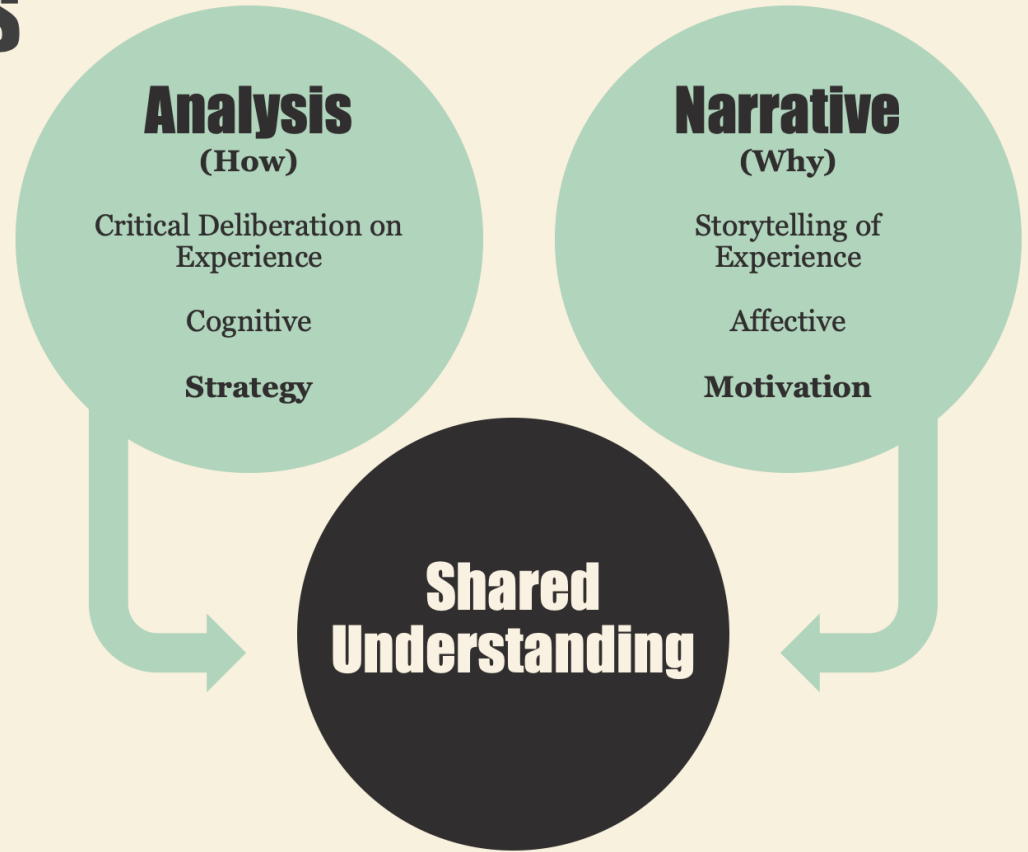 s
Analysis
(How)
Critical Deliberation on
Experience
Cognitive
Strategy
Narrative
(Why)
Storytelling of
Experience
Affective
Motivation
Shared
Understanding